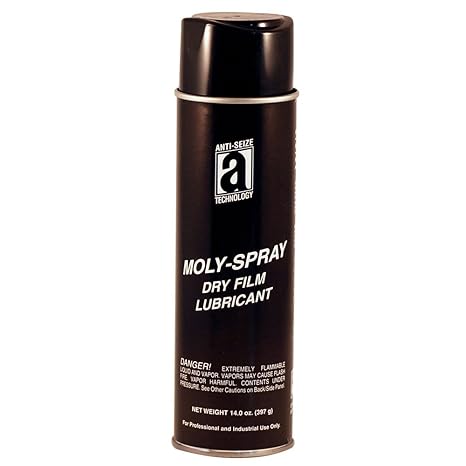 ANTI-SEIZE
a
TECHNOLOGY
MOLY-SPRAY
DRY FILM
LUBRICANT
DANGER! EXTREMELY FLAMMABLE
LIQUID AND VAPOR. VAPORS MAY CAUSE FLASH
FIRE VAPOR HARMFUL. CONTENTS UNDER
PRESSURE. See Other Cautions on Back/Side Panel.
NET WEIGHT 14.0 oz. (397 g)
For Professional and Industrial Use Only.